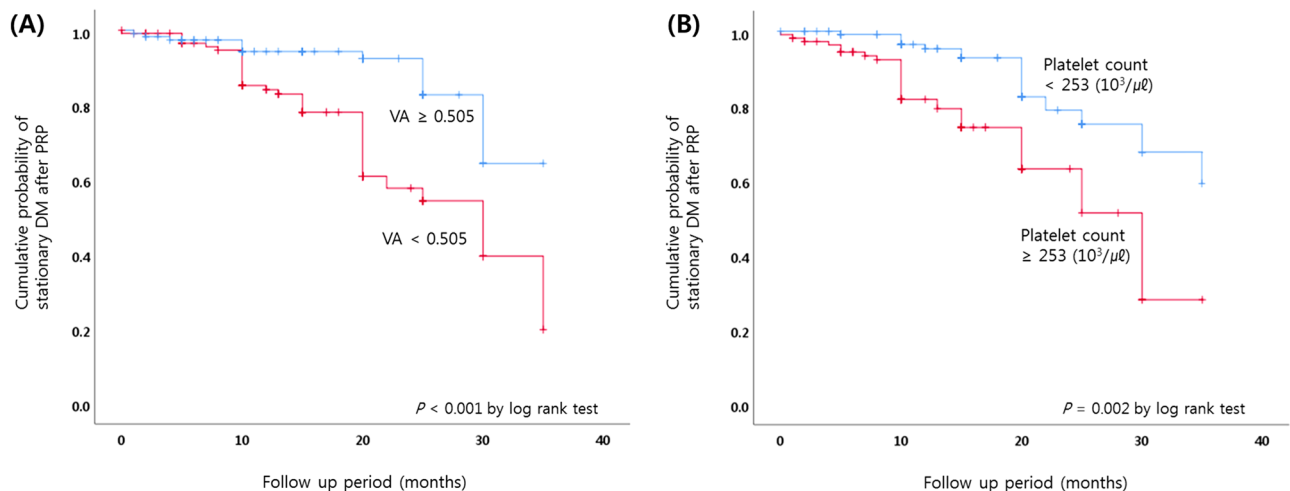 (A)
Cumulative probability of
stationary DM after PRP
1.0
0.8
0.6
0.4
0.2
0.0
VA ≥ 0.505
VA < 0.505
P < 0.001 by log rank test
0 10 20 30 40
Follow up period (months)
(B)
Cumulative probability of
stationary DM after PRP
1.0
0.8
0.6
0.4
0.2
0.0
Platelet count
< 253 (10³/㎕)
Platelet count
≥ 253 (10³/㎕)
P = 0.002 by log rank test
0 10 20 30 40
Follow up period (months)